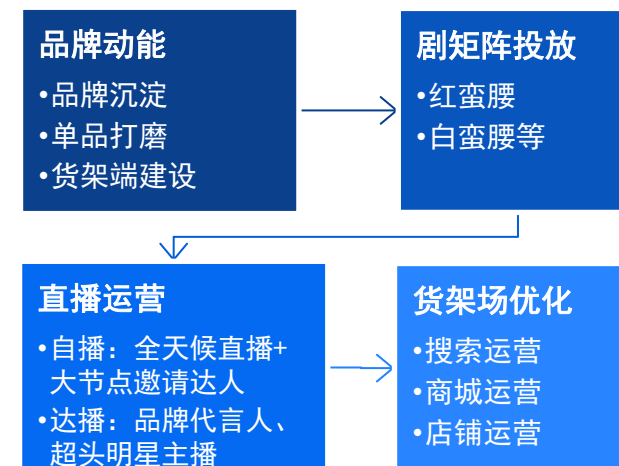 品牌动能
•品牌沉淀
•单品打磨
•货架端建设
剧矩阵投放
•红蛮腰
•白蛮腰等
直播运营
•自播：全天候直播+
大节点邀请达人
•达播：品牌代言人、
超头明星主播
货架场优化
•搜索运营
•商城运营
•店铺运营